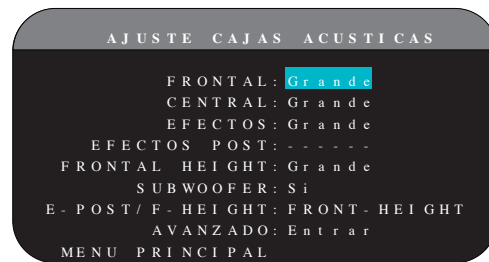 AJUSTE CAJAS ACUSTICAS
FRONTAL: Grande
CENTRAL: Grande
EFECTOS: Grande
EFECTOS POST: ------
FRONTAL HEIGHT: Grande
SUBWOOFER: Si
E-POST/F-HEIGHT: FRONT-HEIGHT
AVANZADO: Entrar
MENU PRINCIPAL